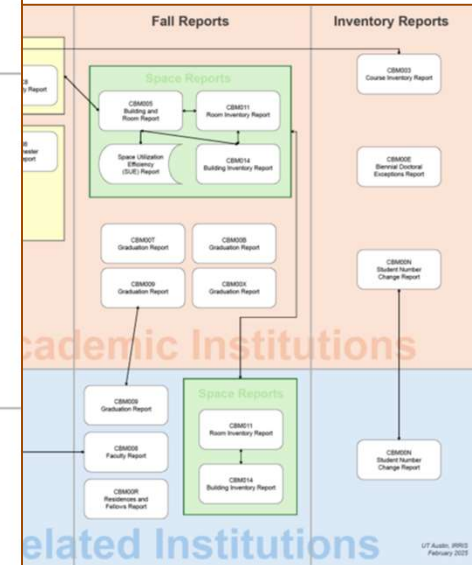 Fall Reports
Inventory Reports
Space Reports
CBM005
Building and
Room Report
CBM011
Room Inventory Report
Space Utilization
Efficiency
(SUE) Report
CBM014
Building Inventory Report
CBM003
Course Inventory Report
CBM00E
Biennial Doctoral
Exceptions Report
y Report
eport
CBM00T
Graduation Report
CBM00B
Graduation Report
CBM009
Graduation Report
CBM00X
Graduation Report
CBM00N
Student Number
Change Report
cademic Institutions
CBM009
Graduation Report
CBM008
Faculty Report
CBM00R
Residences and
Fellows Report
Space Reports
CBM011
Room Inventory Report
CBM014
Building Inventory Report
CBM00N
Student Number
Change Report
elated Institutions
UT Austin, IRRIS
February 2025